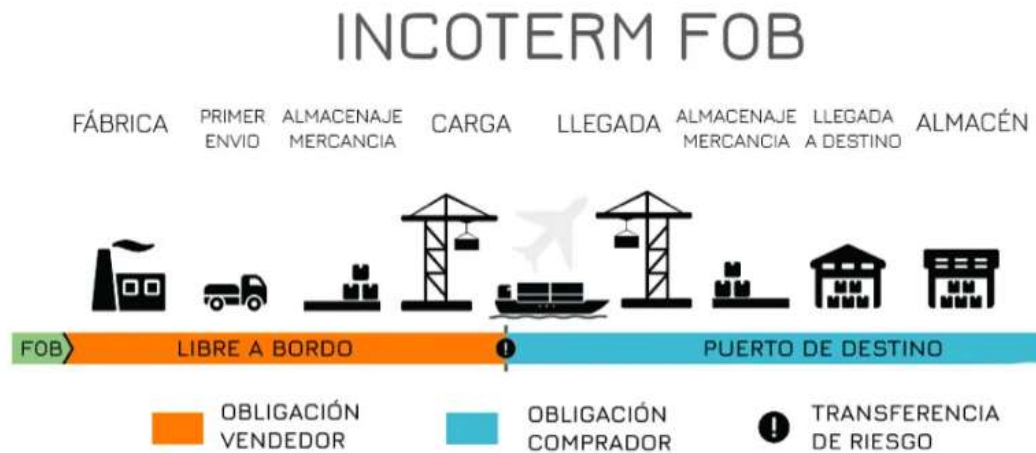 INCOTERM FOB
FÁBRICA
PRIMER
ENVIO
ALMACENAJE
MERCANCIA
CARGA
LLEGADA
ALMACENAJE
MERCANCIA
LLEGADA
A DESTINO
ALMACÉN
FOB
LIBRE A BORDO
!
PUERTO DE DESTINO
OBLIGACIÓN
VENDEDOR
OBLIGACIÓN
COMPRADOR
!
TRANSFERENCIA
DE RIESGO